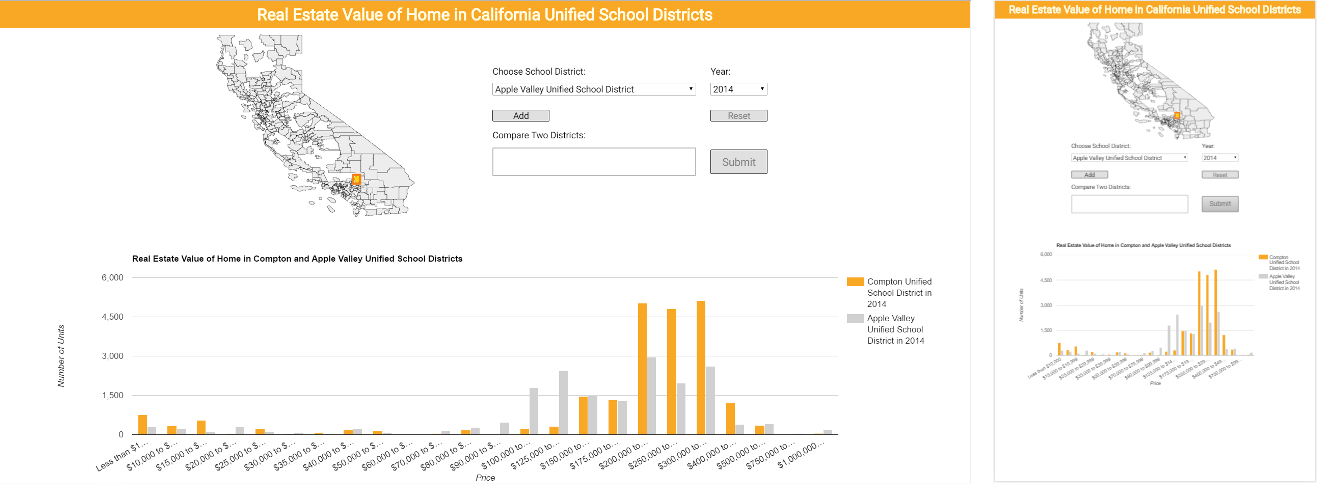 Real Estate Value of Home in California Unified School Districts
Choose School District:
Year:
Apple Valley Unified School District
2014
Add
Reset
Compare Two Districts:
Submit
Real Estate Value of Home in Compton and Apple Valley Unified School Districts
6,000
4,500
3,000
1,500
0
Number of Units
Less than $1...
$10,000 to $...
$15,000 to $...
$20,000 to $...
$25,000 to $...
$30,000 to $...
$35,000 to $...
$40,000 to $...
$50,000 to $...
$60,000 to $...
$70,000 to $...
$80,000 to $...
$90,000 to $...
$100,000 to...
$125,000 to...
$150,000 to...
$175,000 to...
$200,000 to...
$250,000 to...
$300,000 to...
$400,000 to...
$500,000 to...
$750,000 to...
$1,000,000...
Price
Compton Unified
School District in
2014
Apple Valley
Unified School
District in 2014
Real Estate Value of Home in California Unified School Districts
Choose School District:
Year:
Apple Valley Unified School District
2014
Add
Reset
Compare Two Districts:
Submit
Real Estate Value of Home in Compton and Apple Valley Unified School Districts
6,000
4,500
3,000
1,500
0
Number of Units
Less than $10,000
Price
Compton
Unified School
District in 2014
Apple Valley
Unified School
District in 2014